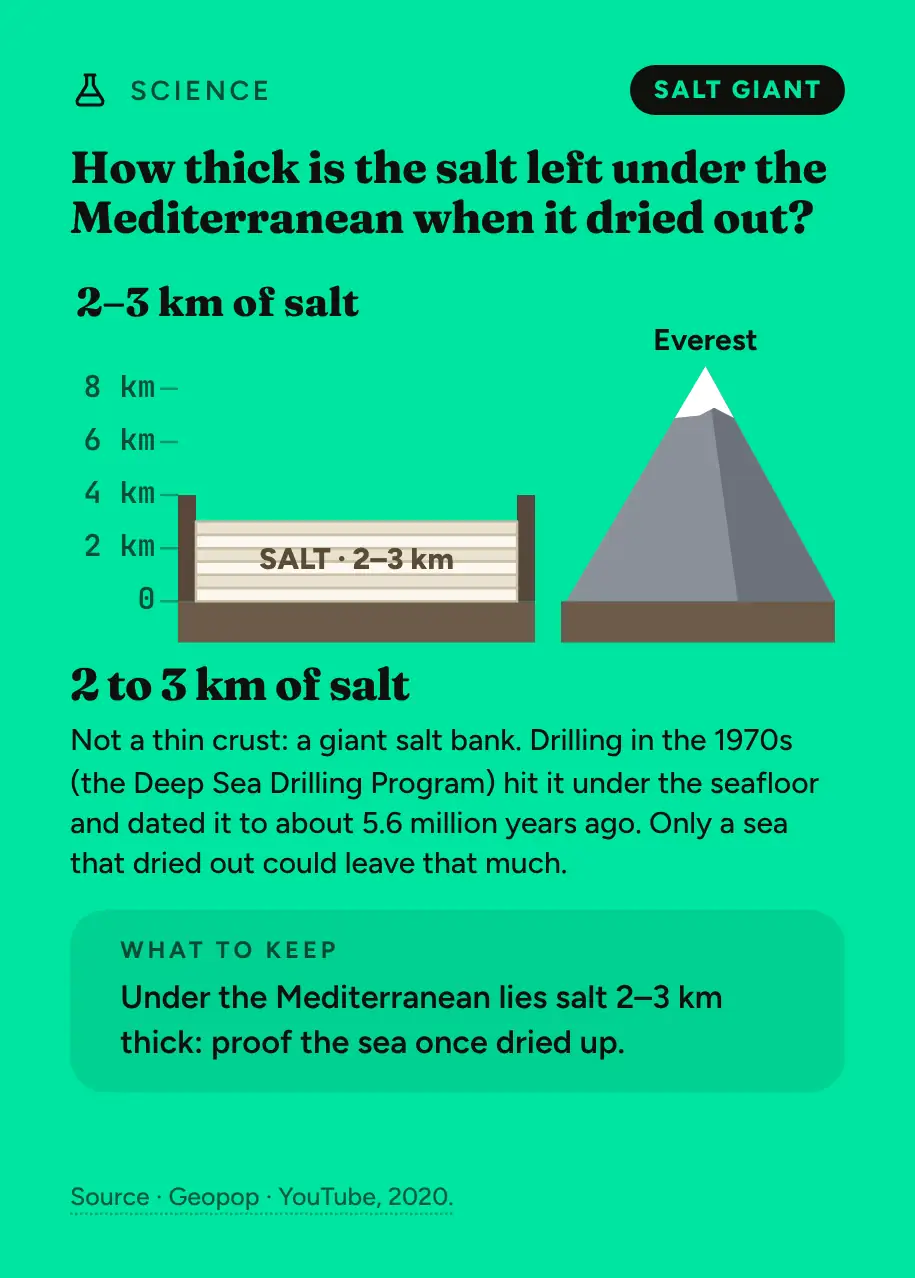 SCIENCE
SALT GIANT
How thick is the salt left under the
Mediterranean when it dried out?
2–3 km of salt
Everest
8 km
6 km
4 km
2 km
0
SALT · 2–3 km
2 to 3 km of salt
Not a thin crust: a giant salt bank. Drilling in the 1970s
(the Deep Sea Drilling Program) hit it under the seafloor
and dated it to about 5.6 million years ago. Only a sea
that dried out could leave that much.
WHAT TO KEEP
Under the Mediterranean lies salt 2–3 km
thick: proof the sea once dried up.
Source · Geopop · YouTube, 2020.